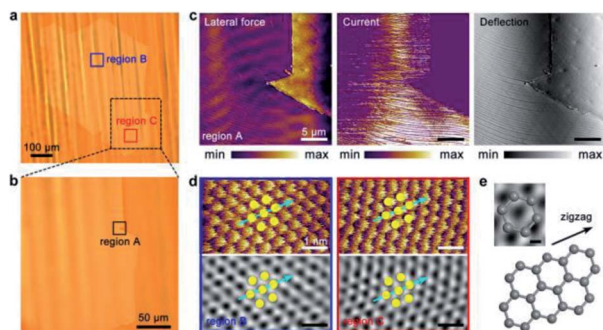 a
region B
region C
100 μm
b
region A
50 μm
c
Lateral force
Current
Deflection
region A
5 μm
min max
min max
min max
d
1 nm
region B
region C
e
zigzag